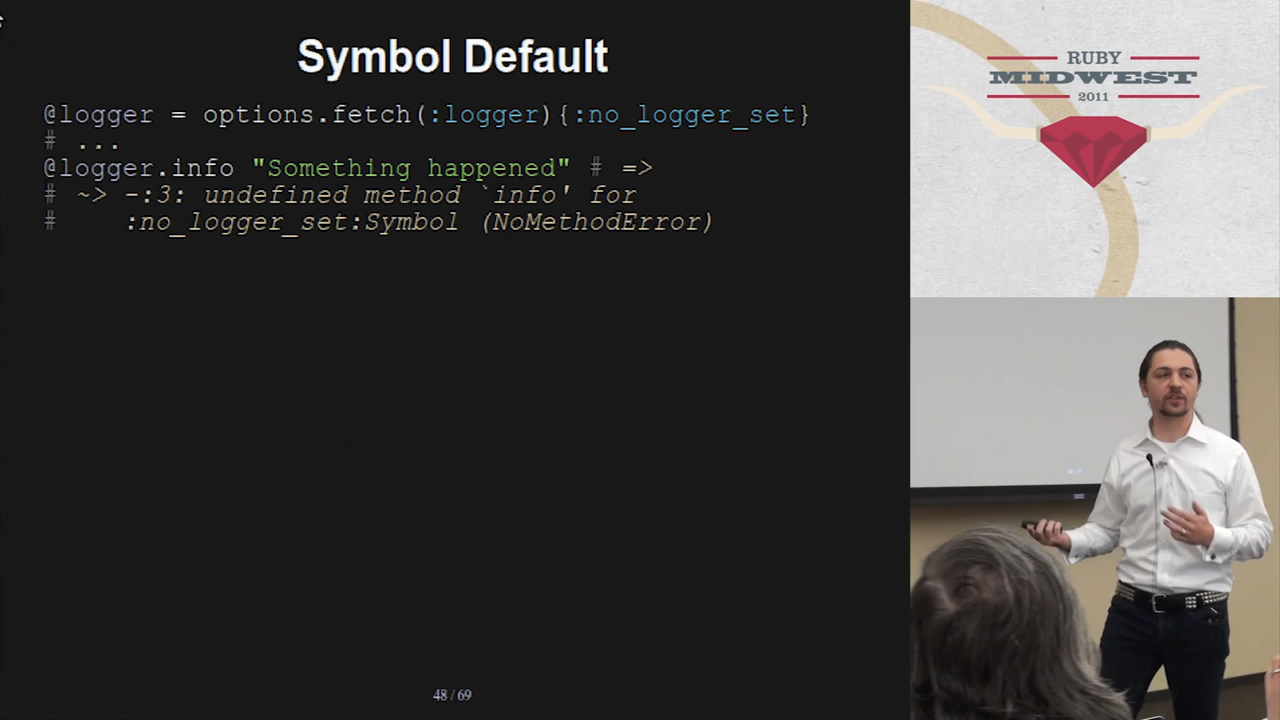 Symbol Default
@logger = options.fetch(:logger){:no_logger_set}
# ...
@logger.info "Something happened" # =>
# ~> -:3: undefined method `info' for
#    :no_logger_set:Symbol (NoMethodError)
48 / 69
RUBY
MIDWEST
2011